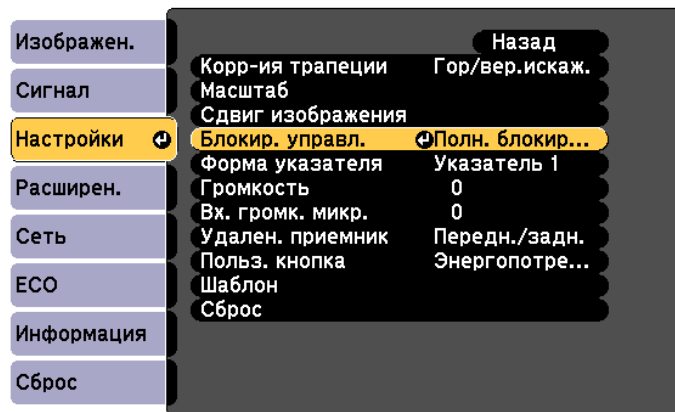 Изображен.
Сигнал
Настройки
Расширен.
Сеть
ECO
Информация
Сброс
Назад
Корр-ия трапеции Гор/вер.искаж.
Масштаб
Сдвиг изображения
Блокир. управл. Полн. блокир...
Форма указателя Указатель 1
Громкость 0
Вх. громк. микр. 0
Удален. приемник Передн./задн.
Польз. кнопка Энергопотре...
Шаблон
Сброс